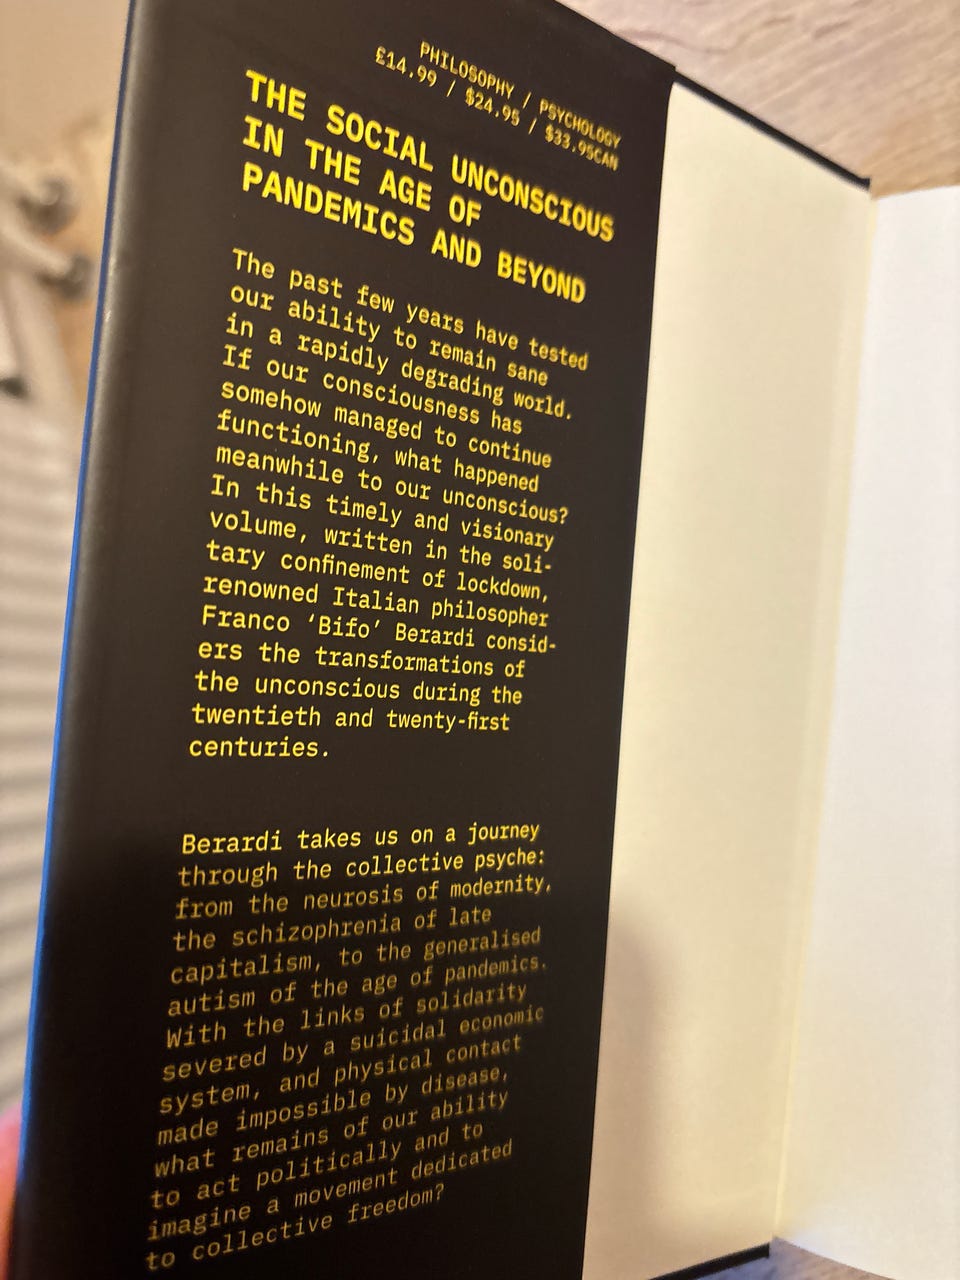 PHILOSOPHY / PSYCHOLOGY
£14.99 / $24.95 / $33.95CAN
THE SOCIAL UNCONSCIOUS
IN THE AGE OF
PANDEMICS AND BEYOND
The past few years have tested
our ability to remain sane
in a rapidly degrading world.
If our consciousness has
somehow managed to continue
functioning, what happened
meanwhile to our unconscious?
In this timely and visionary
volume, written in the soli-
tary confinement of lockdown,
renowned Italian philosopher
Franco ‘Bifo’ Berardi consid-
ers the transformations of
the unconscious during the
twentieth and twenty-first
centuries.
Berardi takes us on a journey
through the collective psyche:
from the neurosis of modernity,
the schizophrenia of late
capitalism, to the generalised
autism of the age of pandemics.
With the links of solidarity
severed by a suicidal economic
system, and physical contact
made impossible by disease,
what remains of our ability
to act politically and to
imagine a movement dedicated
to collective freedom?